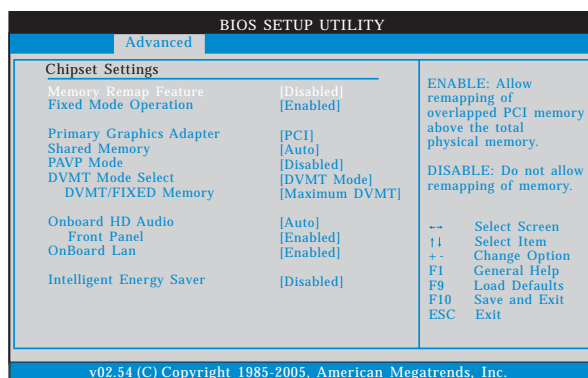 BIOS SETUP UTILITY
Advanced
Chipset Settings
Memory Remap Feature [Disabled]
Fixed Mode Operation [Enabled]
Primary Graphics Adapter [PCI]
Shared Memory [Auto]
PAVP Mode [Disabled]
DVMT Mode Select [DVMT Mode]
DVMT/FIXED Memory [Maximum DVMT]
Onboard HD Audio [Auto]
Front Panel [Enabled]
OnBoard Lan [Enabled]
Intelligent Energy Saver [Disabled]
ENABLE: Allow
remapping of
overlapped PCI memory
above the total
physical memory.
DISABLE: Do not allow
remapping of memory.
↔ Select Screen
↑↓ Select Item
+ - Change Option
F1 General Help
F9 Load Defaults
F10 Save and Exit
ESC Exit
v02.54 (C) Copyright 1985-2005, American Megatrends, Inc.